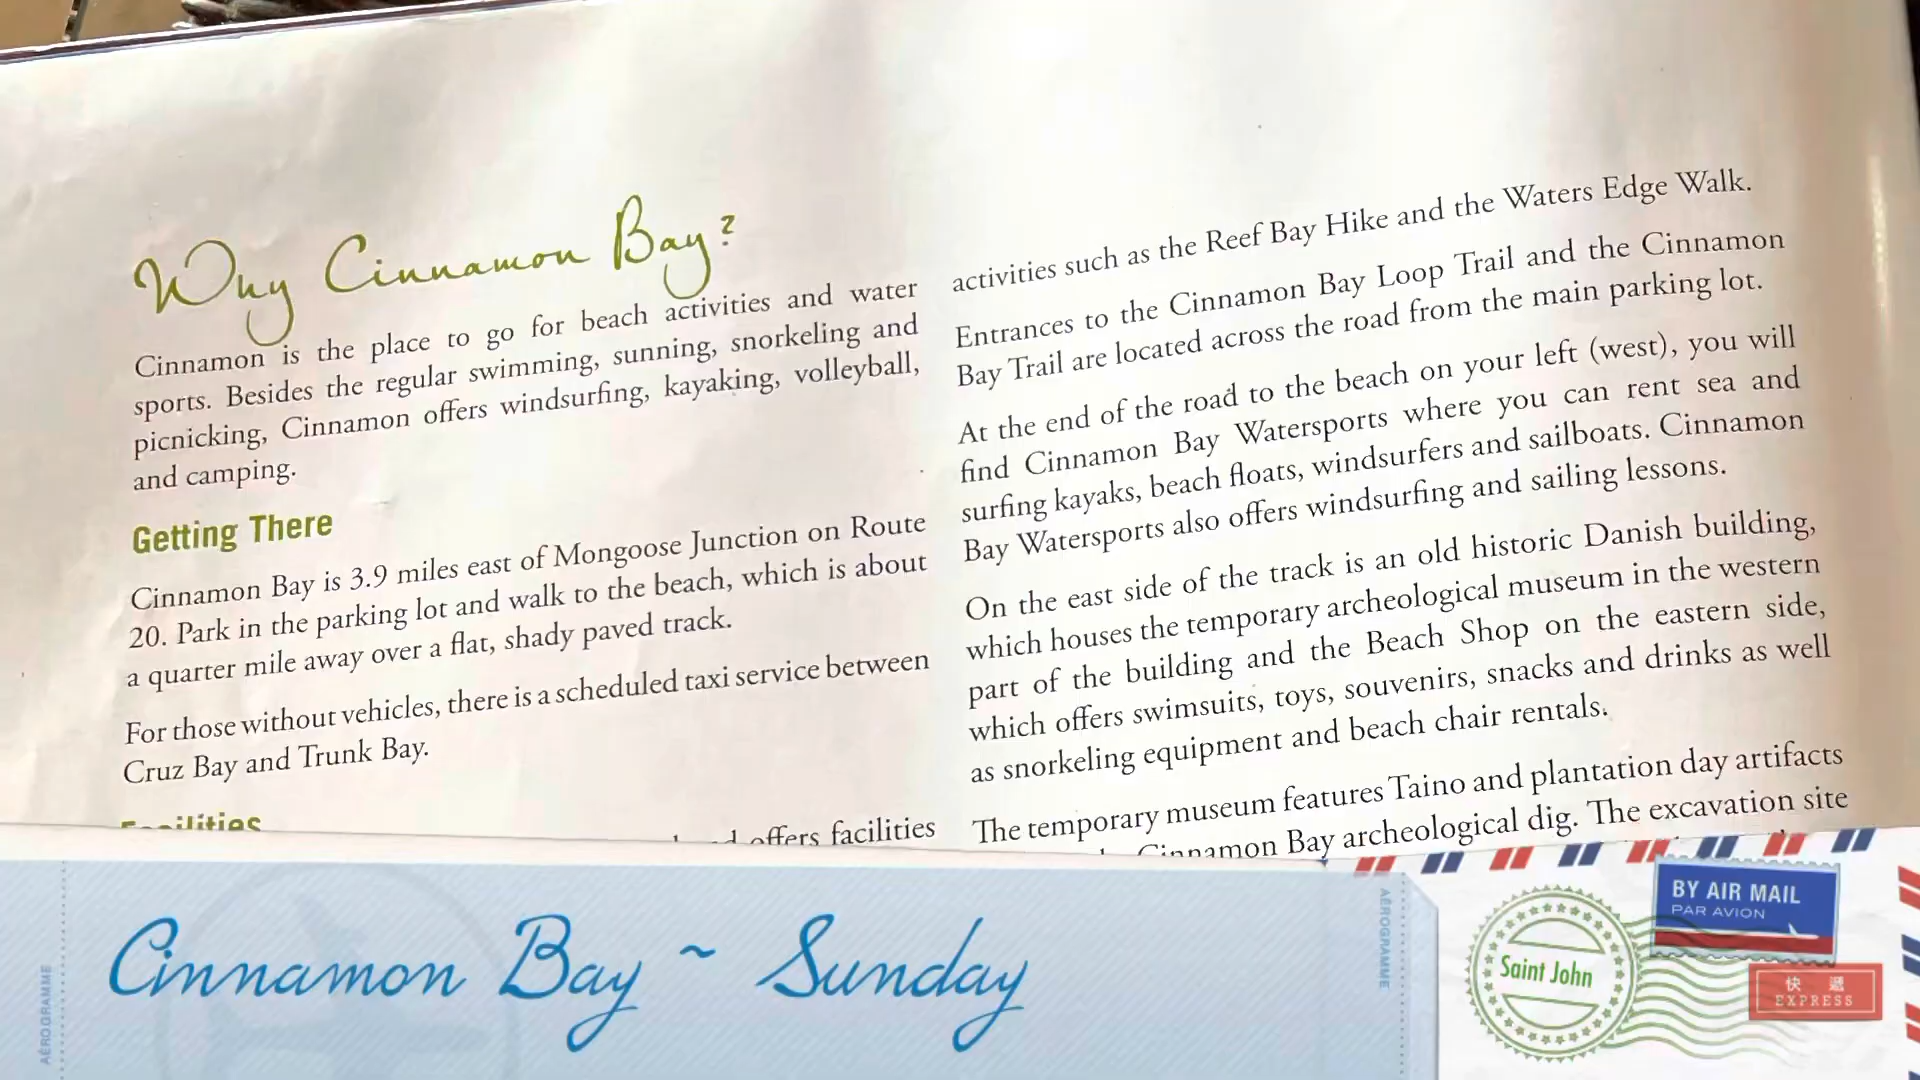 Why Cinnamon Bay?
Cinnamon is the place to go for beach activities and water
sports. Besides the regular swimming, sunning, snorkeling and
picnicking, Cinnamon offers windsurfing, kayaking, volleyball,
and camping.
Getting There
Cinnamon Bay is 3.9 miles east of Mongoose Junction on Route
20. Park in the parking lot and walk to the beach, which is about
a quarter mile away over a flat, shady paved track.
For those without vehicles, there is a scheduled taxi service between
Cruz Bay and Trunk Bay.
Facilities
offers facilities
activities such as the Reef Bay Hike and the Waters Edge Walk.
Entrances to the Cinnamon Bay Loop Trail and the Cinnamon
Bay Trail are located across the road from the main parking lot.
At the end of the road to the beach on your left (west), you will
find Cinnamon Bay Watersports where you can rent sea and
surfing kayaks, beach floats, windsurfers and sailboats. Cinnamon
Bay Watersports also offers windsurfing and sailing lessons.
On the east side of the track is an old historic Danish building,
which houses the temporary archeological museum in the western
part of the building and the Beach Shop on the eastern side,
which offers swimsuits, toys, souvenirs, snacks and drinks as well
as snorkeling equipment and beach chair rentals.
The temporary museum features Taino and plantation day artifacts
Cinnamon Bay archeological dig. The excavation site
AÉROGRAMME
Cinnamon Bay ~ Sunday
AÉROGRAMME
Saint John
BY AIR MAIL
PAR AVION
快 遞
EXPRESS